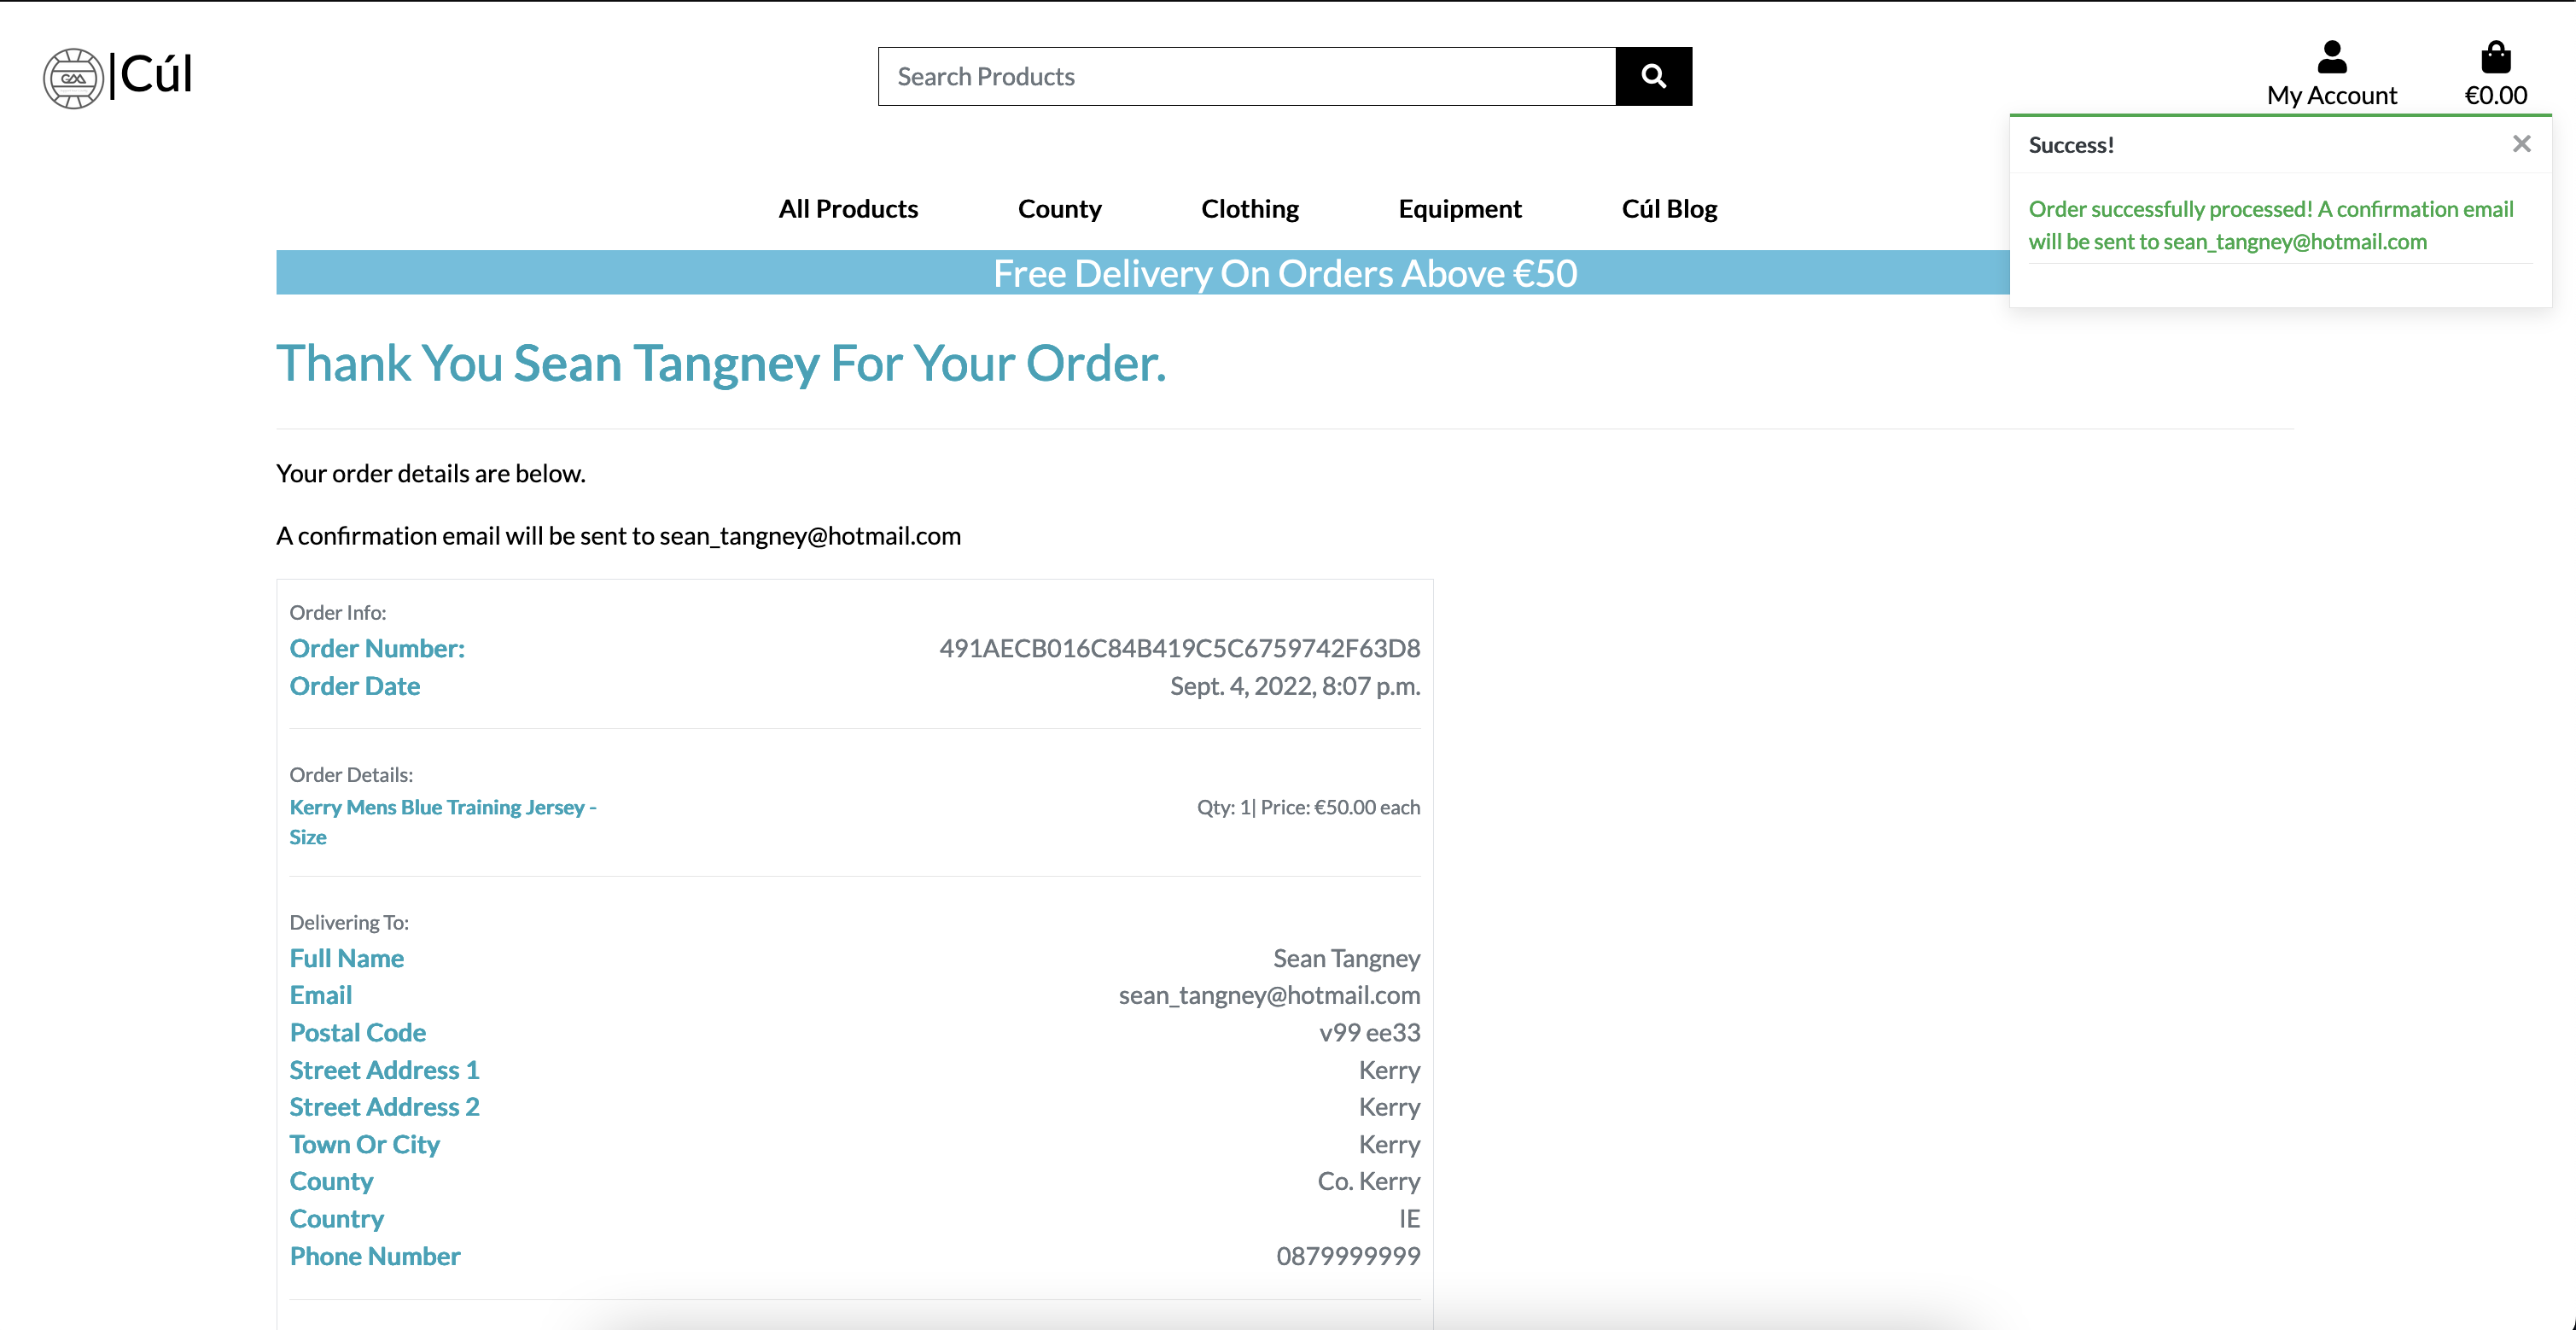 GAA
|Cúl
Search Products
My Account
€0.00
Success!
Order successfully processed! A confirmation email
will be sent to sean_tangney@hotmail.com
All Products
County
Clothing
Equipment
Cúl Blog
Free Delivery On Orders Above €50
Thank You Sean Tangney For Your Order.
Your order details are below.
A confirmation email will be sent to sean_tangney@hotmail.com
Order Info:
Order Number: 491AECB016C84B419C5C6759742F63D8
Order Date Sept. 4, 2022, 8:07 p.m.
Order Details:
Kerry Mens Blue Training Jersey - Qty: 1| Price: €50.00 each
Size
Delivering To:
Full Name Sean Tangney
Email sean_tangney@hotmail.com
Postal Code v99 ee33
Street Address 1 Kerry
Street Address 2 Kerry
Town Or City Kerry
County Co. Kerry
Country IE
Phone Number 0879999999